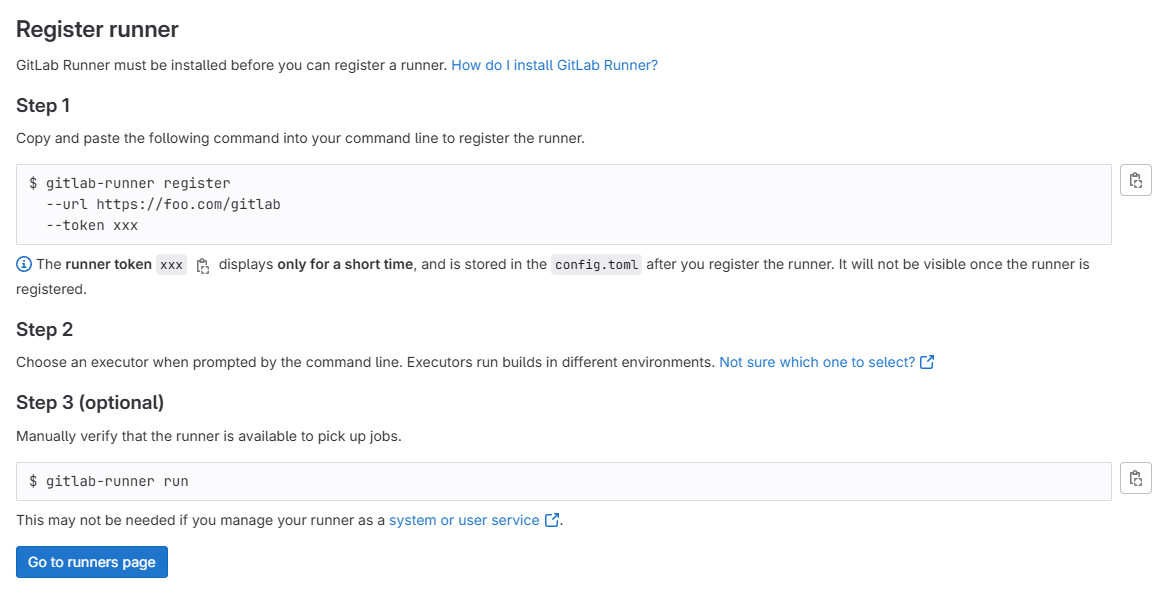 Register runner
GitLab Runner must be installed before you can register a runner. How do I install GitLab Runner?
Step 1
Copy and paste the following command into your command line to register the runner.
$ gitlab-runner register
--url https://foo.com/gitlab
--token xxx
The runner token xxx displays only for a short time, and is stored in the config.toml after you register the runner. It will not be visible once the runner is
registered.
Step 2
Choose an executor when prompted by the command line. Executors run builds in different environments. Not sure which one to select?
Step 3 (optional)
Manually verify that the runner is available to pick up jobs.
$ gitlab-runner run
This may not be needed if you manage your runner as a system or user service .
Go to runners page